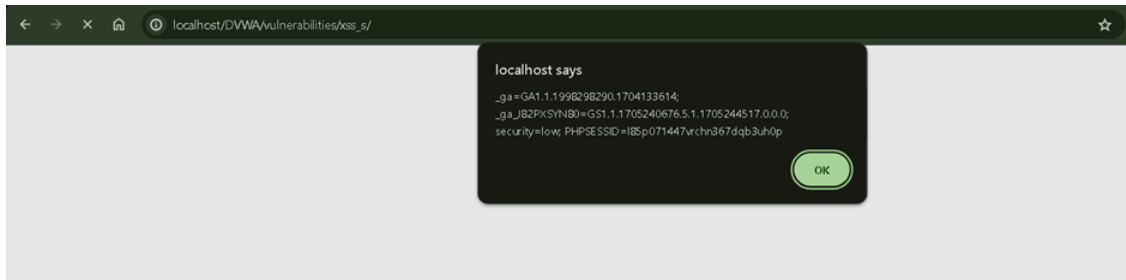 localhost/DVWA/vulnerabilities/xss_s/
localhost says
_ga=GA1.1.1998298290.1704133614;
_ga_J82PXSYN80=GS1.1.1705240676.5.1.1705244517.0.0.0;
security=low; PHPSESSID=l85p071447vrchn367dqb3uh0p
OK